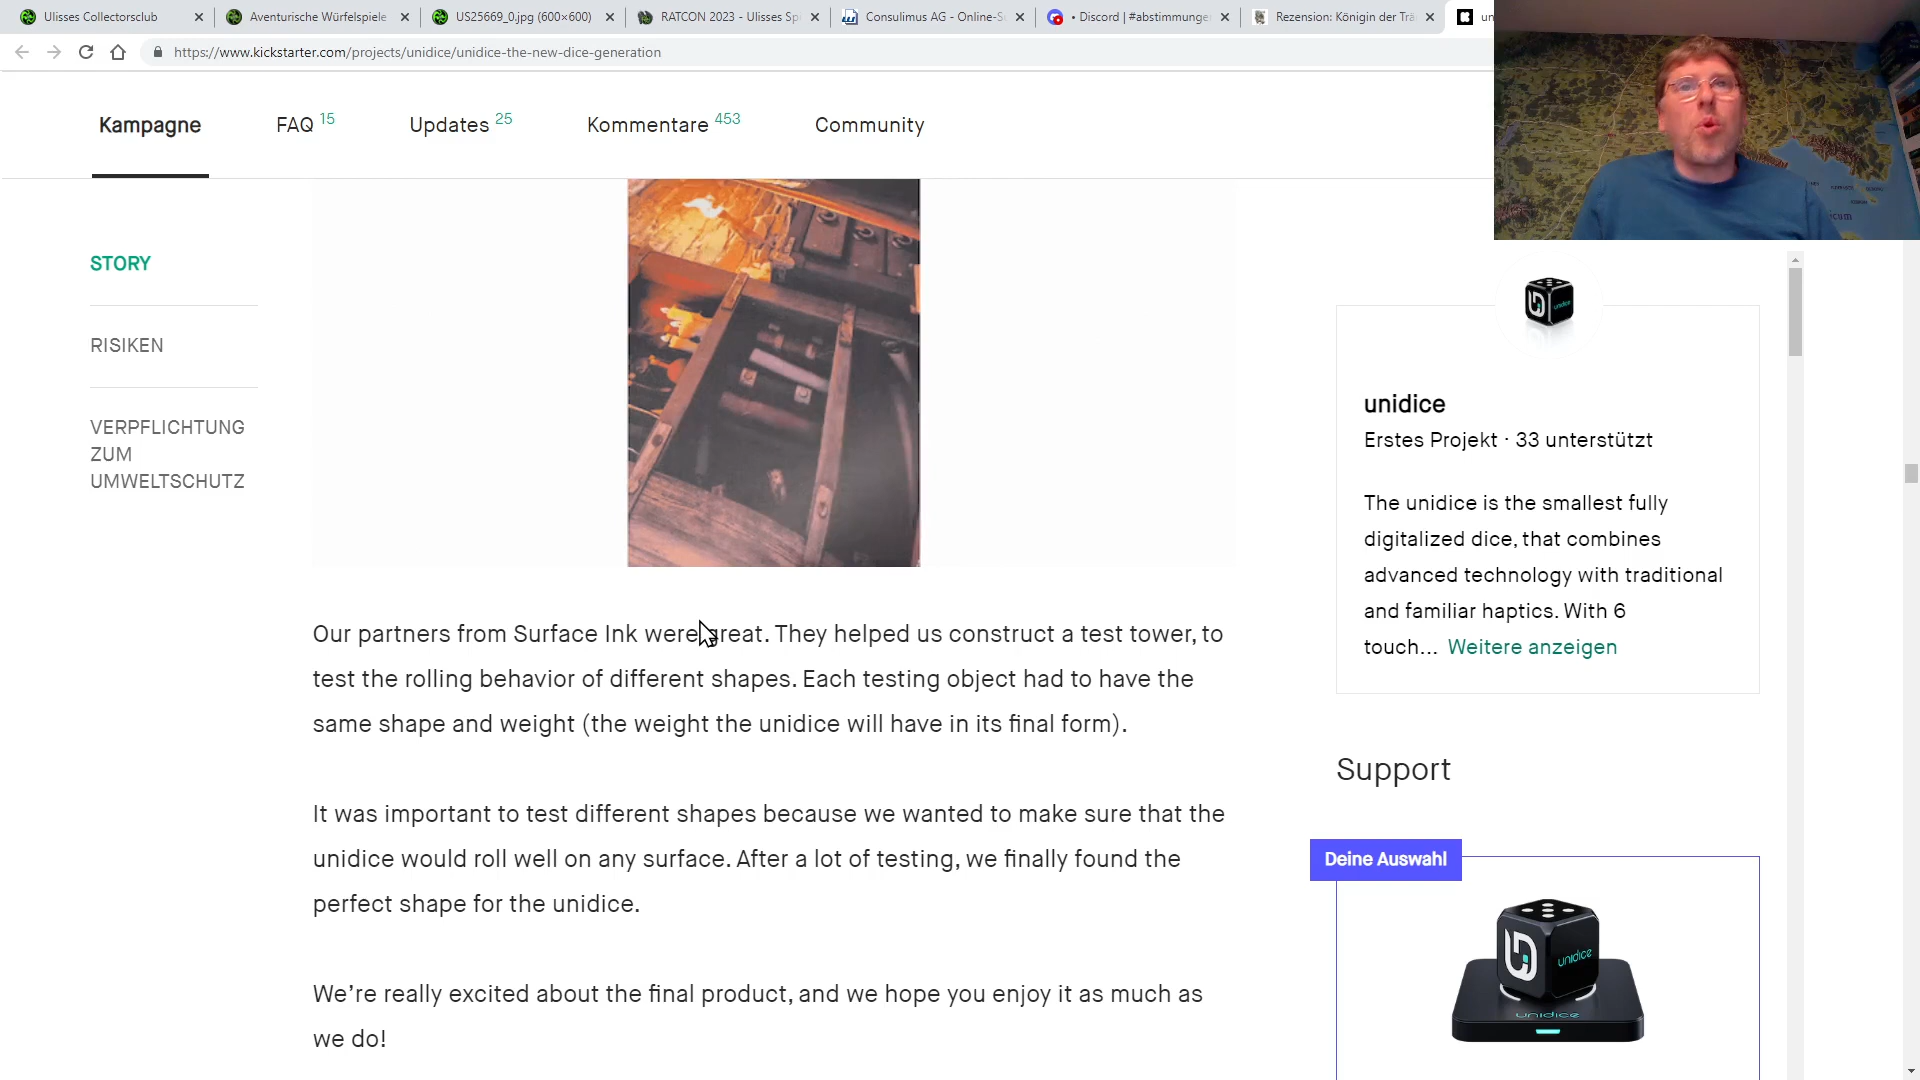 Ulisses Collectorsclub
Aventurische Würfelspiele
US25669_0.jpg (600×600)
RATCON 2023 - Ulisses Sp
Consulimus AG - Online-S
• Discord | #abstimmunge
Rezension: Königin der Trä
un
https://www.kickstarter.com/projects/unidice/unidice-the-new-dice-generation
Kampagne
FAQ 15
Updates 25
Kommentare 453
Community
STORY
RISIKEN
VERPFLICHTUNG
ZUM
UMWELTSCHUTZ
Our partners from Surface Ink were great. They helped us construct a test tower, to
test the rolling behavior of different shapes. Each testing object had to have the
same shape and weight (the weight the unidice will have in its final form).
It was important to test different shapes because we wanted to make sure that the
unidice would roll well on any surface. After a lot of testing, we finally found the
perfect shape for the unidice.
We're really excited about the final product, and we hope you enjoy it as much as
we do!
unidice
Erstes Projekt · 33 unterstützt
The unidice is the smallest fully
digitalized dice, that combines
advanced technology with traditional
and familiar haptics. With 6
touch... Weitere anzeigen
Support
Deine Auswahl
unidice
unidice